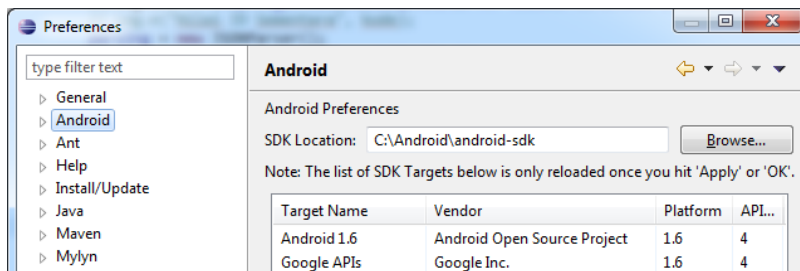 Preferences
type filter text
General
Android
Ant
Help
Install/Update
Java
Maven
Mylyn
Android
Android Preferences
SDK Location: C:\Android\android-sdk Browse...
Note: The list of SDK Targets below is only reloaded once you hit 'Apply' or 'OK'.
Target Name Vendor Platform API...
Android 1.6 Android Open Source Project 1.6 4
Google APIs Google Inc. 1.6 4